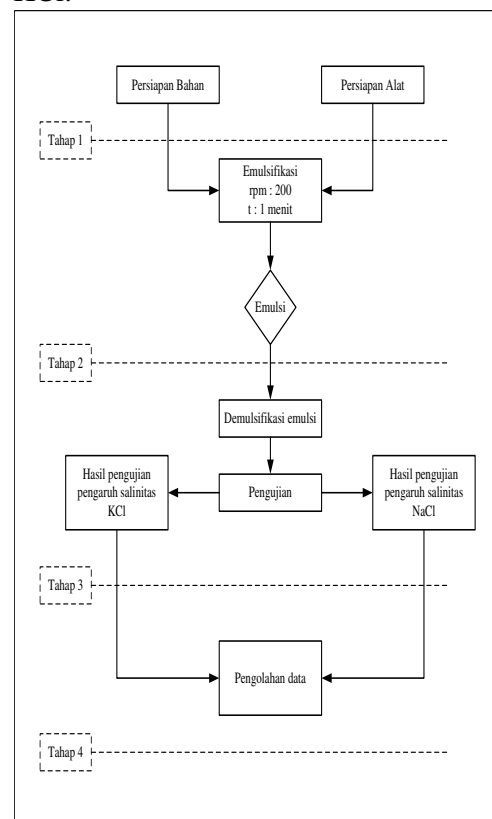 Persiapan Bahan
Persiapan Alat
Tahap 1
Emulsifikasi
rpm : 200
t : 1 menit
Emulsi
Tahap 2
Demulsifikasi emulsi
Hasil pengujian
pengaruh salinitas
KCl
Pengujian
Hasil pengujian
pengaruh salinitas
NaCl
Tahap 3
Pengolahan data
Tahap 4